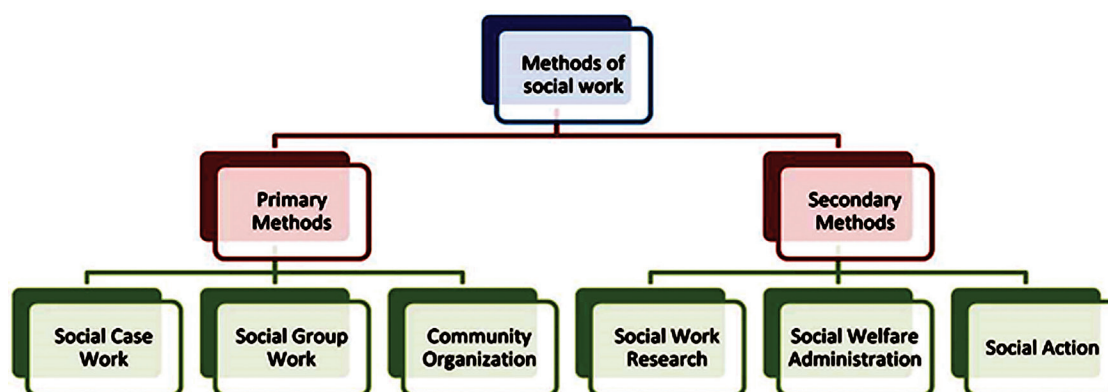 Methods of
social work
Primary
Methods
Secondary
Methods
Social Case
Work
Social Group
Work
Community
Organization
Social Work
Research
Social Welfare
Administration
Social Action